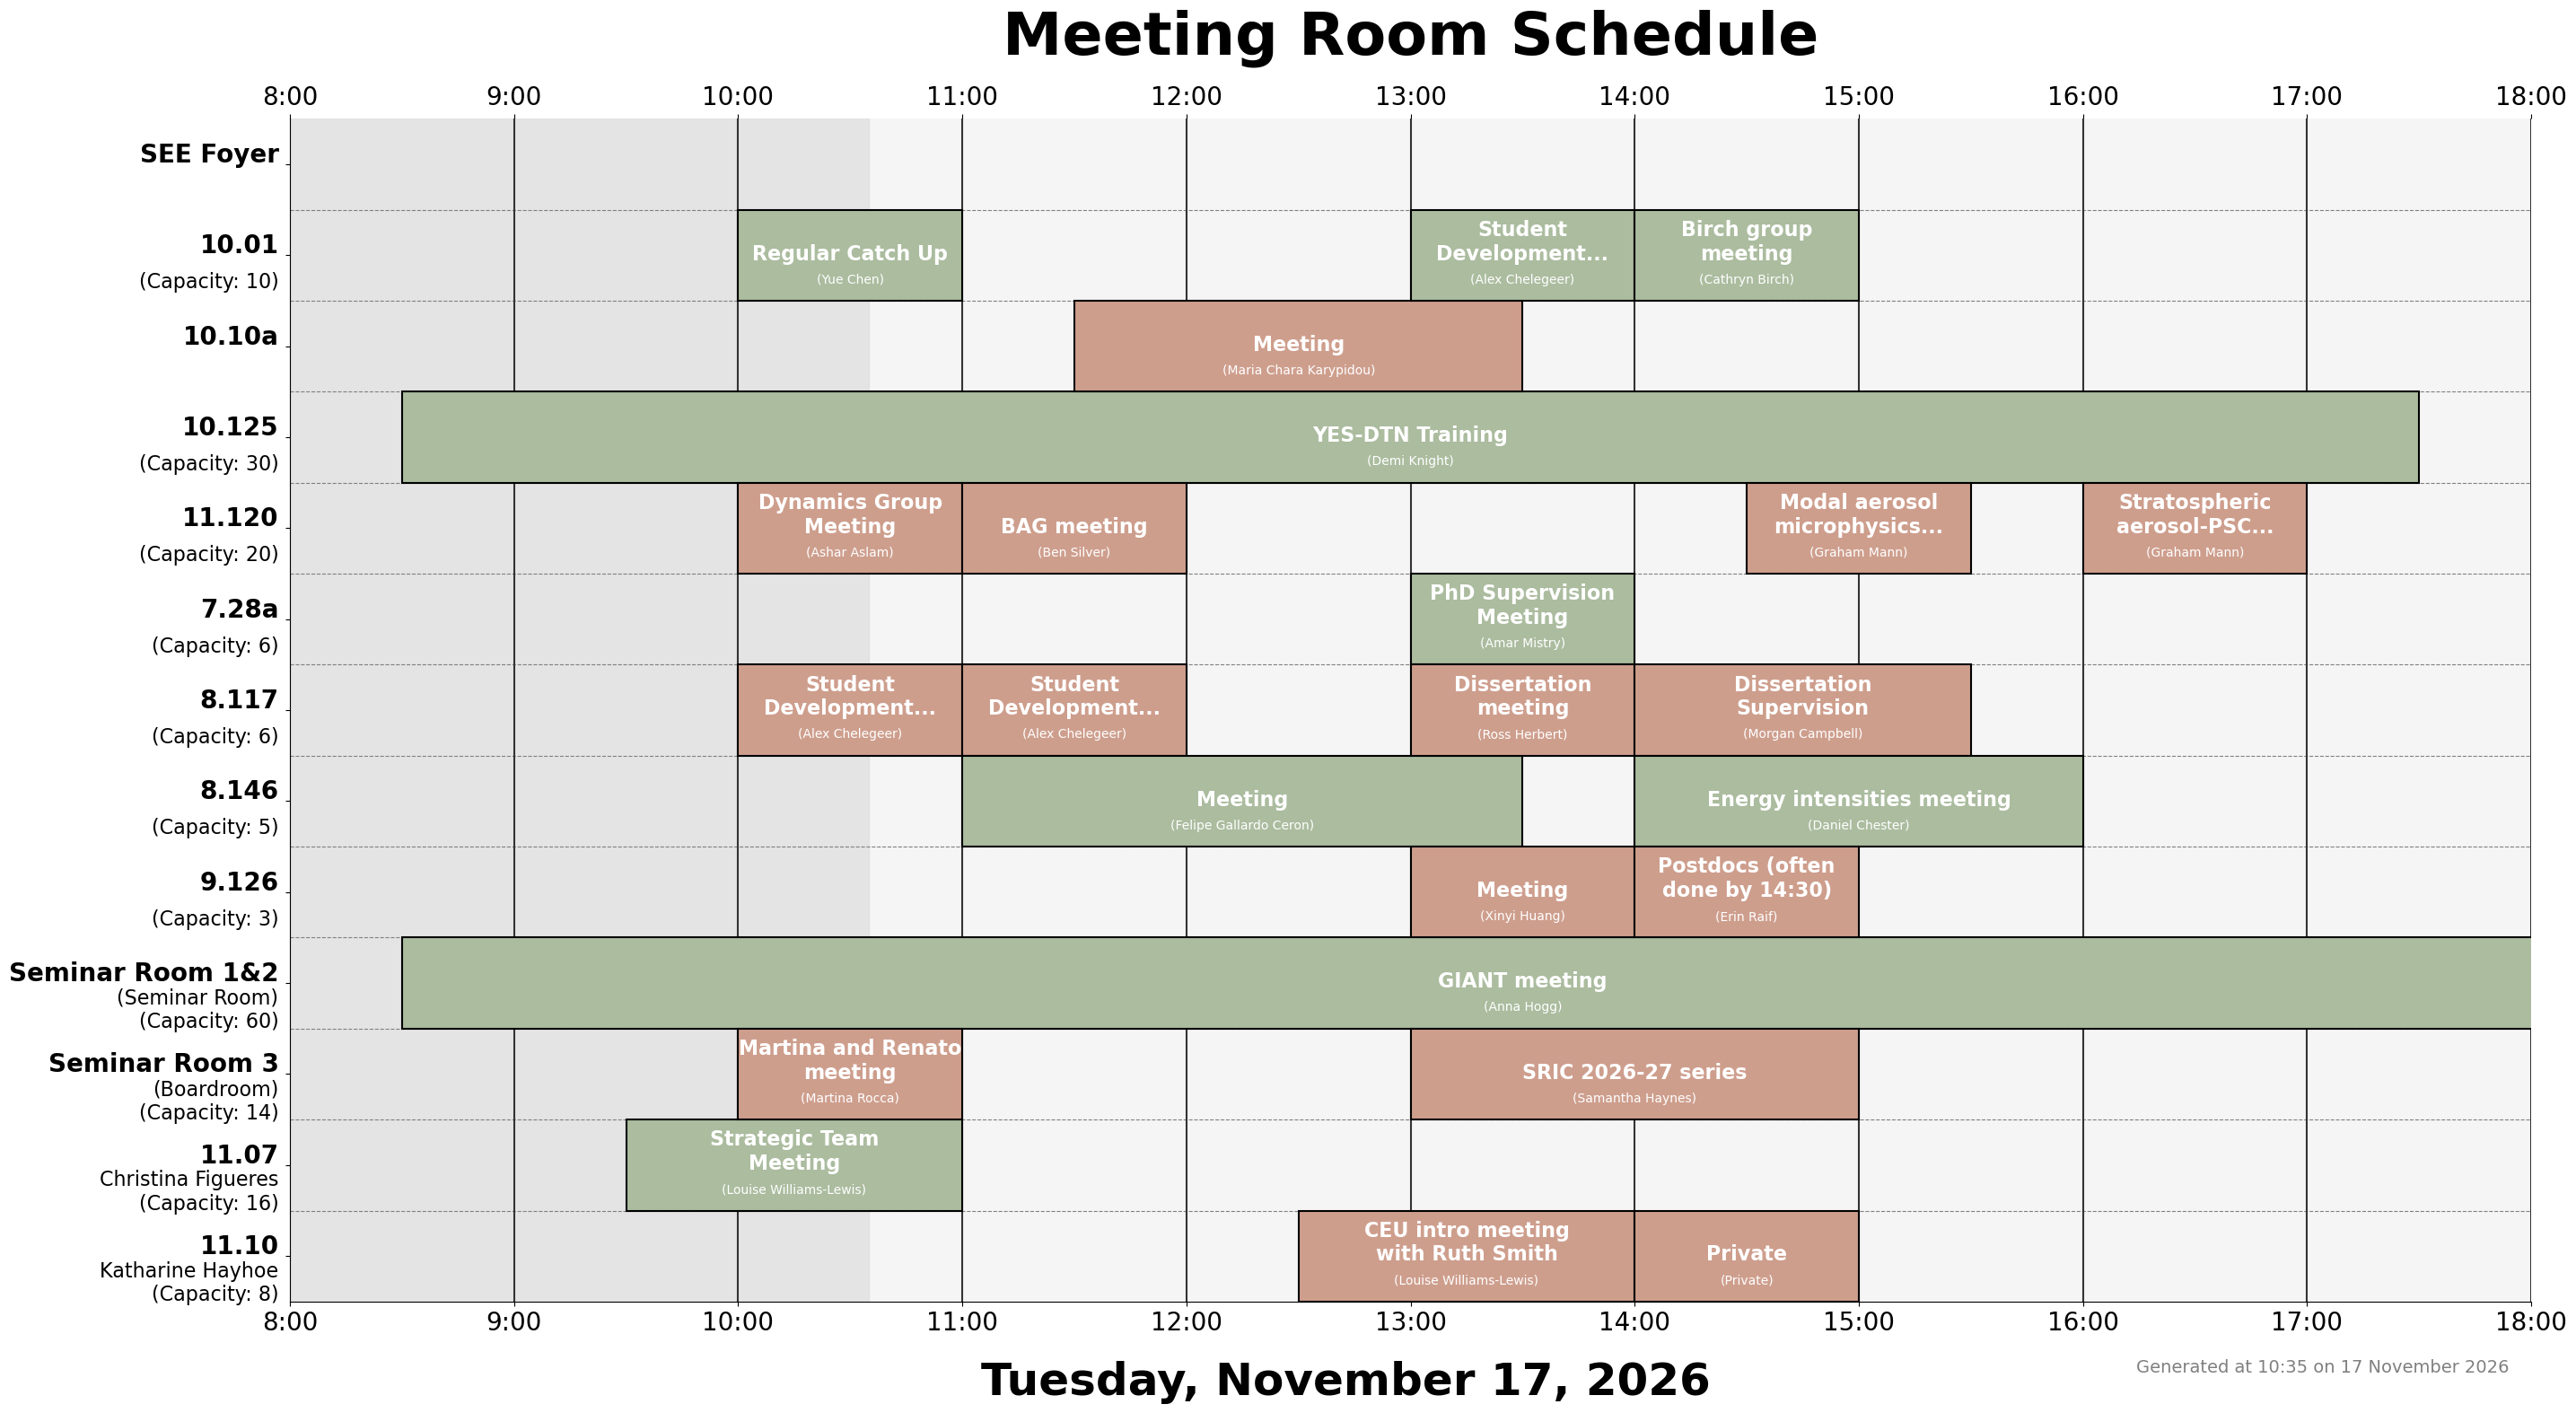 Meeting Room Schedule
8:00 9:00 10:00 11:00 12:00 13:00 14:00 15:00 16:00 17:00 18:00
SEE Foyer
10.01
(Capacity: 10)
Regular Catch Up
(Yue Chen)
Student
Development...
(Alex Chelegeer)
Birch group
meeting
(Cathryn Birch)
10.10a
Meeting
(Maria Chara Karypidou)
10.125
(Capacity: 30)
YES-DTN Training
(Demi Knight)
11.120
(Capacity: 20)
Dynamics Group
Meeting
(Ashar Aslam)
BAG meeting
(Ben Silver)
Modal aerosol
microphysics...
(Graham Mann)
Stratospheric
aerosol-PSC...
(Graham Mann)
7.28a
(Capacity: 6)
PhD Supervision
Meeting
(Amar Mistry)
8.117
(Capacity: 6)
Student
Development...
(Alex Chelegeer)
Student
Development...
(Alex Chelegeer)
Dissertation
meeting
(Ross Herbert)
Dissertation
Supervision
(Morgan Campbell)
8.146
(Capacity: 5)
Meeting
(Felipe Gallardo Ceron)
Energy intensities meeting
(Daniel Chester)
9.126
(Capacity: 3)
Meeting
(Xinyi Huang)
Postdocs (often
done by 14:30)
(Erin Raif)
Seminar Room 1&2
(Seminar Room)
(Capacity: 60)
GIANT meeting
(Anna Hogg)
Seminar Room 3
(Boardroom)
(Capacity: 14)
Martina and Renato
meeting
(Martina Rocca)
SRIC 2026-27 series
(Samantha Haynes)
11.07
Christina Figueres
(Capacity: 16)
Strategic Team
Meeting
(Louise Williams-Lewis)
11.10
Katharine Hayhoe
(Capacity: 8)
CEU intro meeting
with Ruth Smith
(Louise Williams-Lewis)
Private
(Private)
8:00 9:00 10:00 11:00 12:00 13:00 14:00 15:00 16:00 17:00 18:00
Tuesday, November 17, 2026
Generated at 10:35 on 17 November 2026